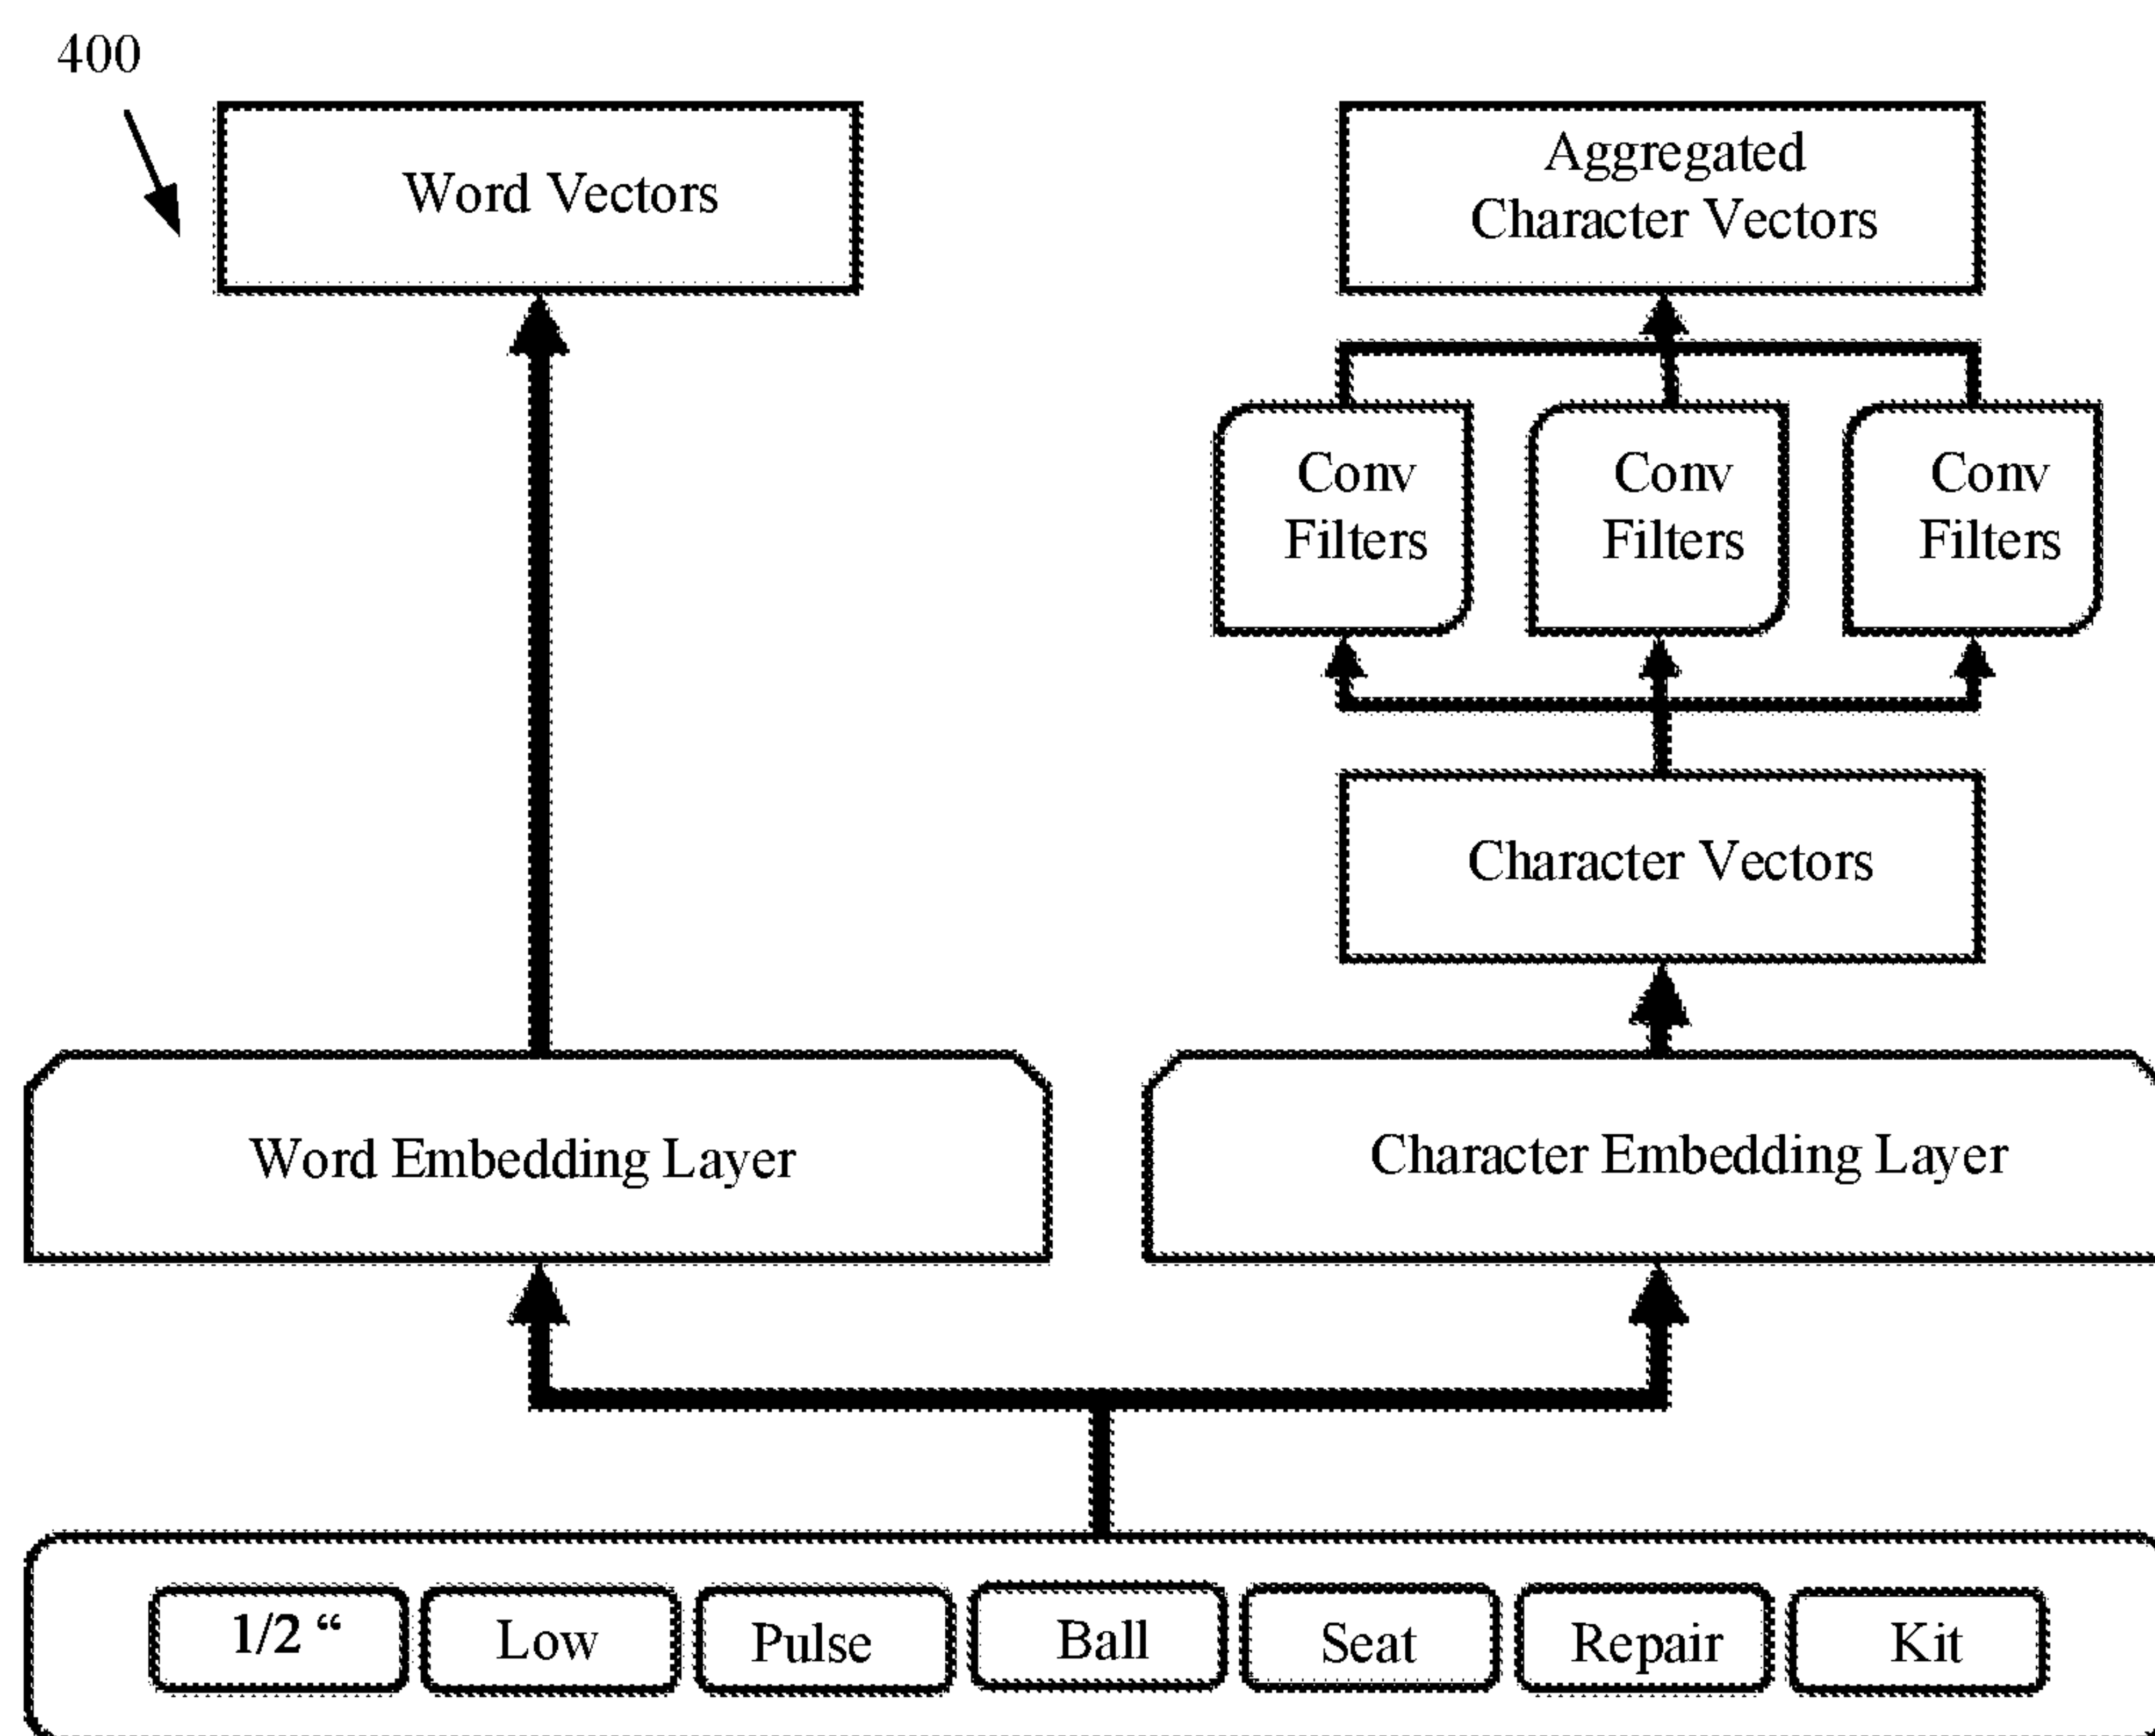 400
Word Vectors
Aggregated
Character Vectors
Conv
Filters
Conv
Filters
Conv
Filters
Character Vectors
Word Embedding Layer
Character Embedding Layer
1/2 “
Low
Pulse
Ball
Seat
Repair
Kit